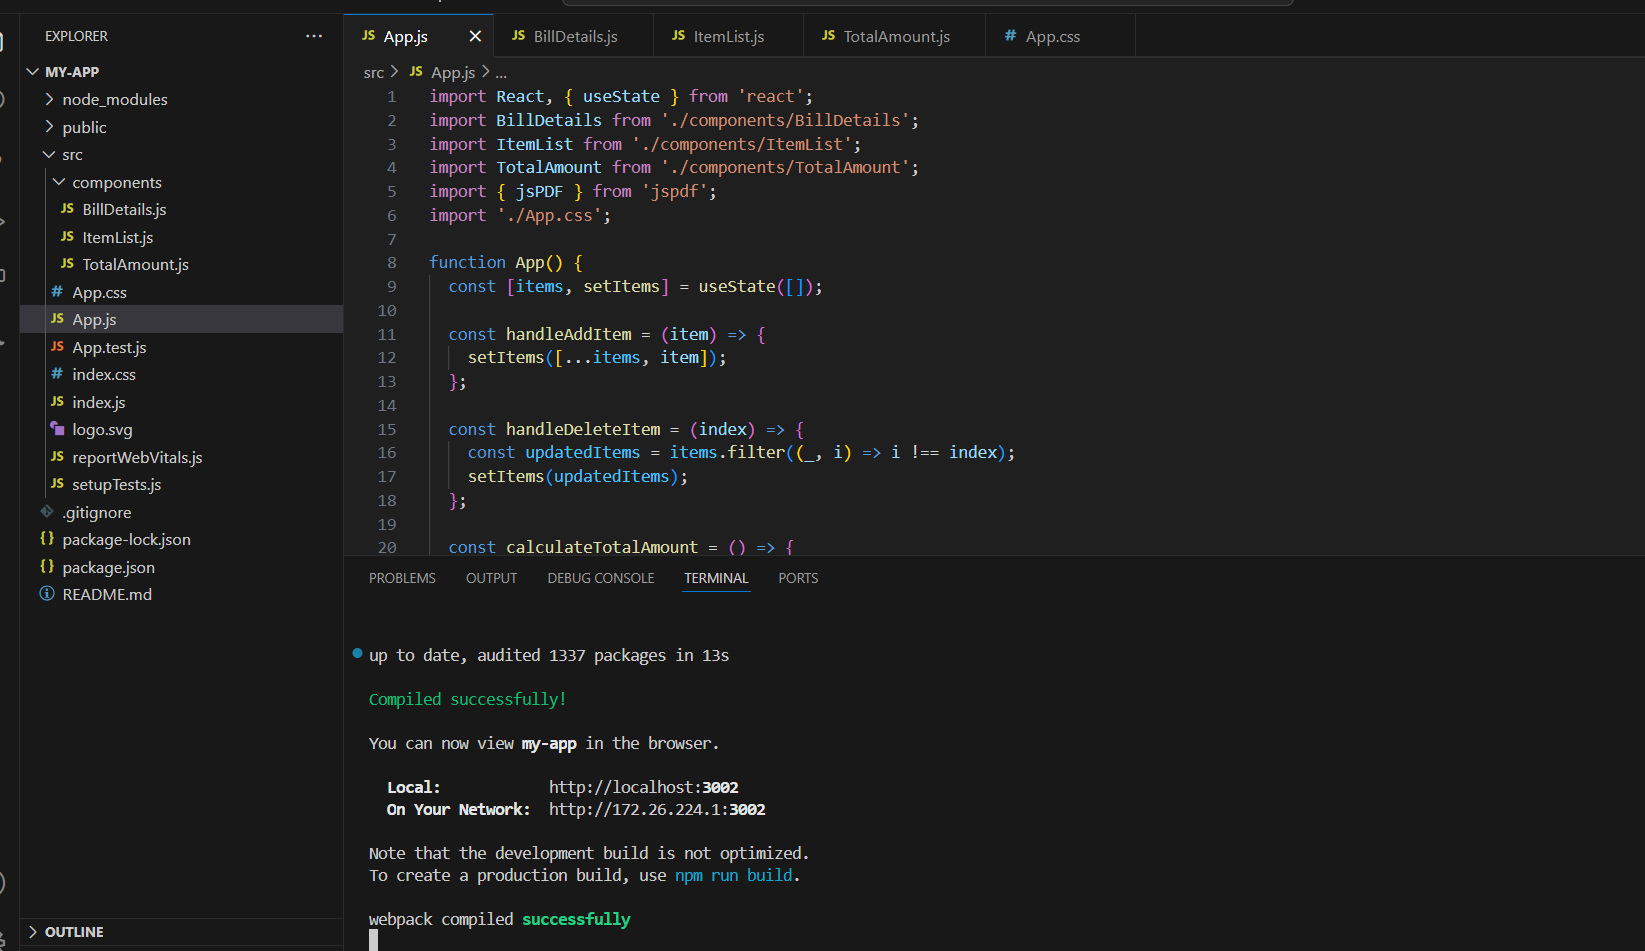 EXPLORER
MY-APP
node_modules
public
src
components
JS BillDetails.js
JS ItemList.js
JS TotalAmount.js
# App.css
JS App.js
JS App.test.js
# index.css
JS index.js
logo.svg
JS reportWebVitals.js
JS setupTests.js
.gitignore
{} package-lock.json
{} package.json
README.md
OUTLINE
JS App.js JS BillDetails.js JS ItemList.js JS TotalAmount.js # App.css
src > JS App.js > ...
1 import React, { useState } from 'react';
2 import BillDetails from './components/BillDetails';
3 import ItemList from './components/ItemList';
4 import TotalAmount from './components/TotalAmount';
5 import { jsPDF } from 'jspdf';
6 import './App.css';
7
8 function App() {
9 const [items, setItems] = useState([]);
10
11 const handleAddItem = (item) => {
12 setItems([...items, item]);
13 };
14
15 const handleDeleteItem = (index) => {
16 const updatedItems = items.filter((_, i) => i !== index);
17 setItems(updatedItems);
18 };
19
20 const calculateTotalAmount = () => {
PROBLEMS OUTPUT DEBUG CONSOLE TERMINAL PORTS
up to date, audited 1337 packages in 13s
Compiled successfully!
You can now view my-app in the browser.
Local: http://localhost:3002
On Your Network: http://172.26.224.1:3002
Note that the development build is not optimized.
To create a production build, use npm run build.
webpack compiled successfully